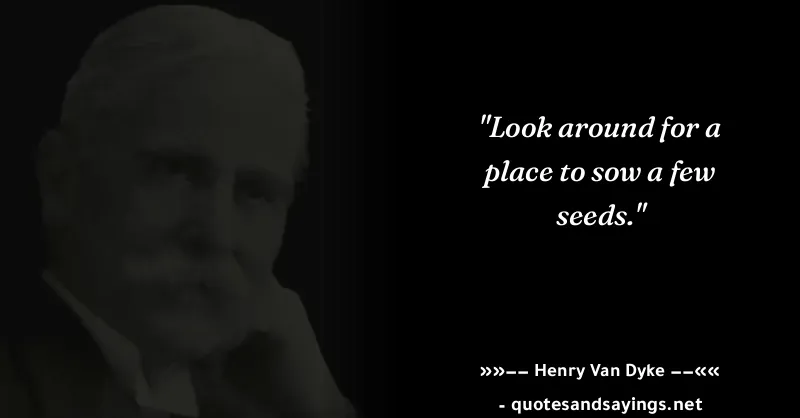 "Look around for a
place to sow a few
seeds."
»»−− Henry Van Dyke −−««
- quotesandsayings.net